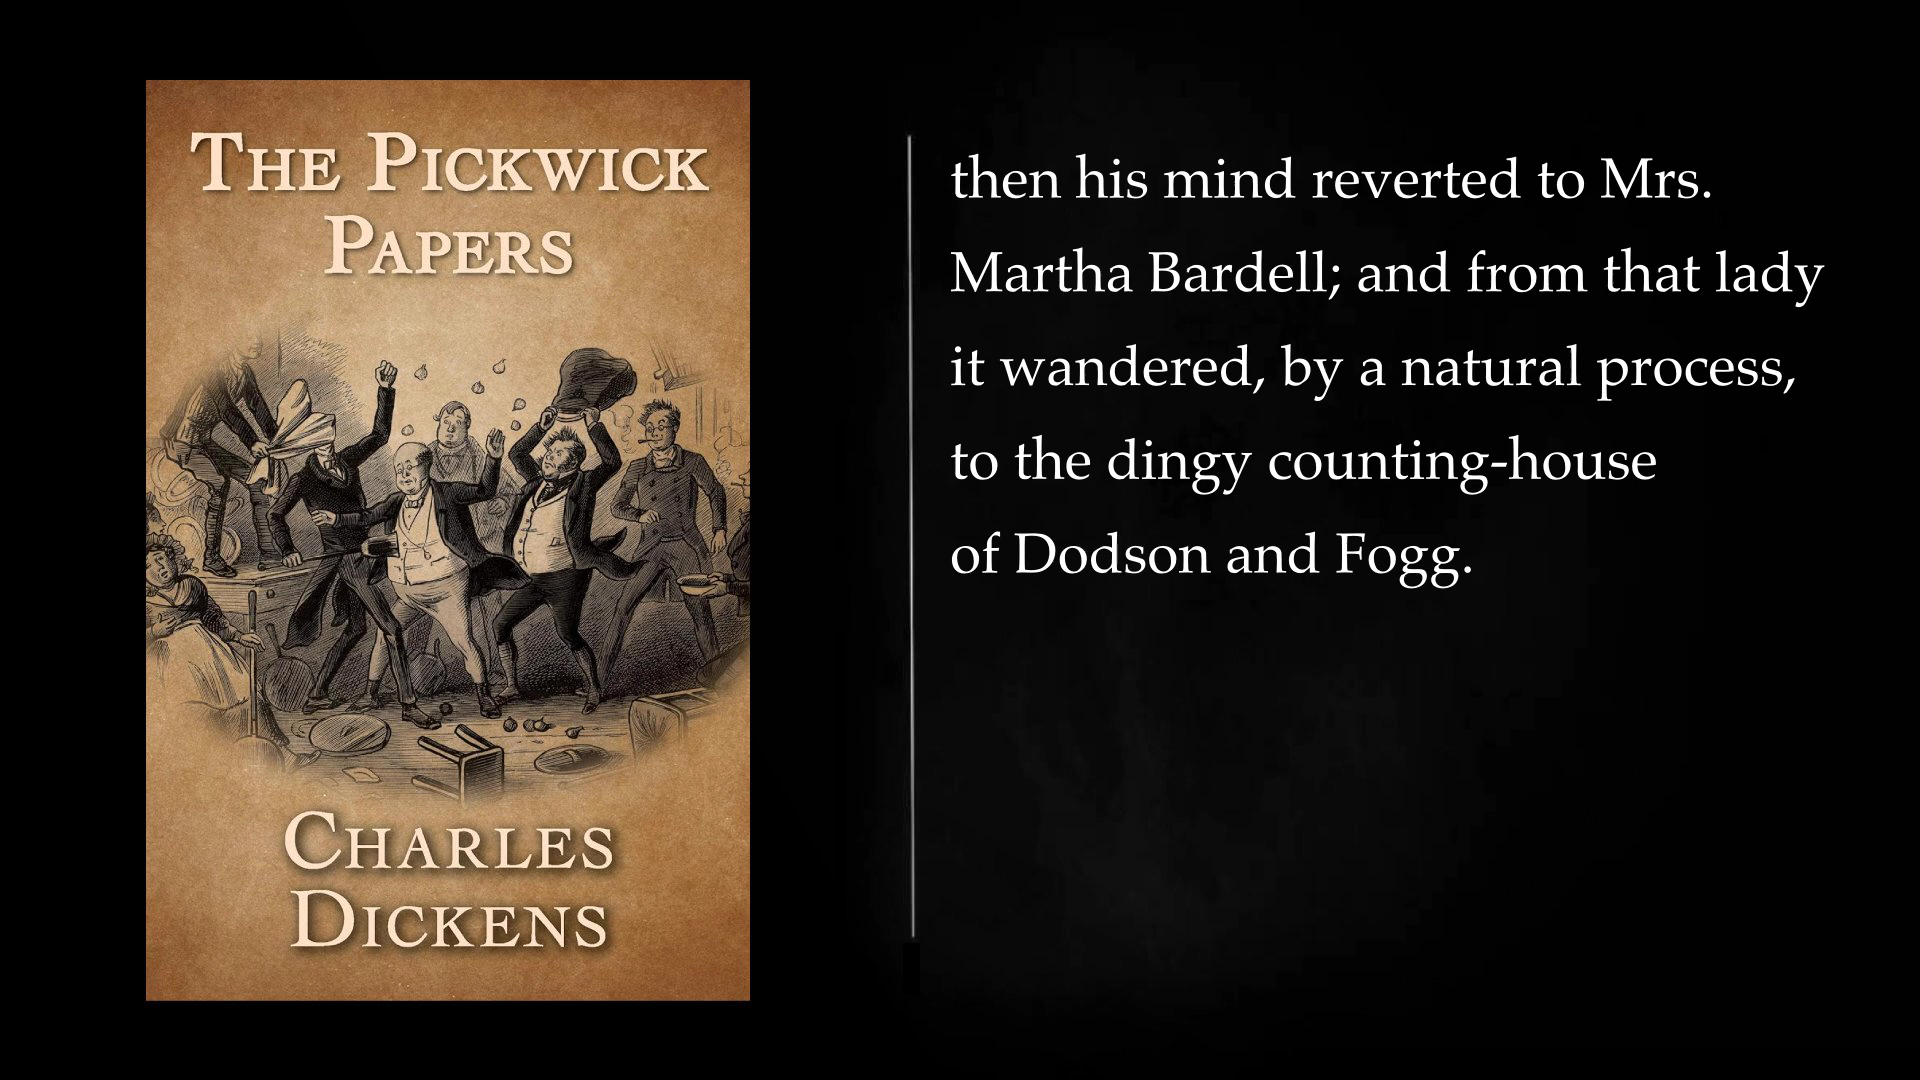 THE PICKWICK
PAPERS
CHARLES
DICKENS
then his mind reverted to Mrs.
Martha Bardell; and from that lady
it wandered, by a natural process,
to the dingy counting-house
of Dodson and Fogg.